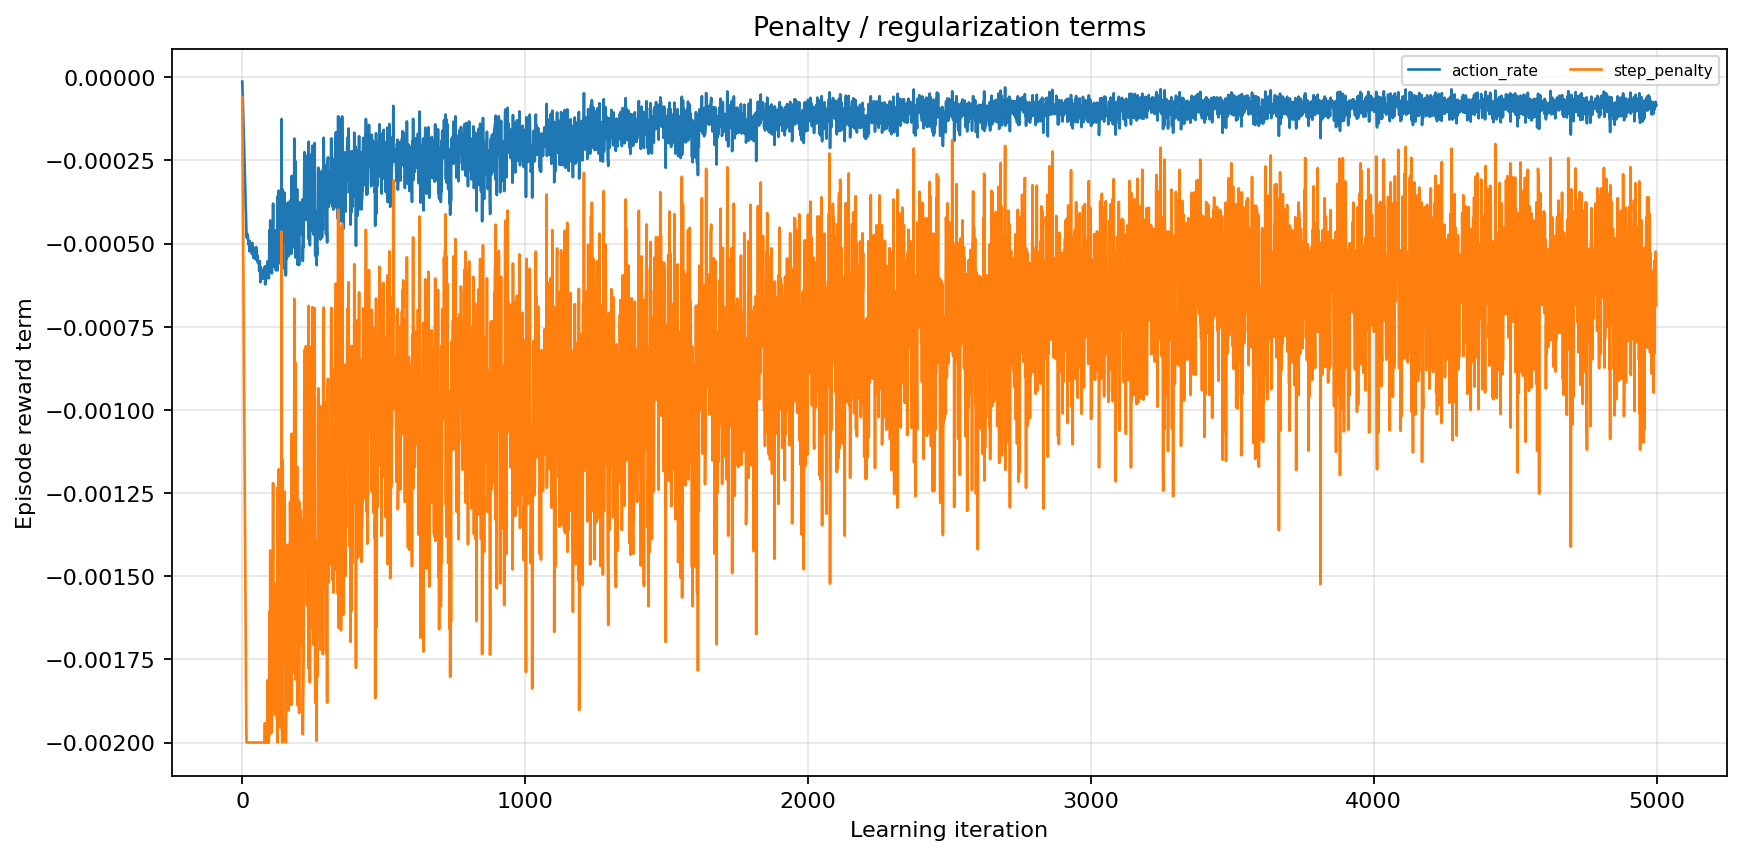 Penalty / regularization terms
action_rate step_penalty
0.00000
−0.00025
−0.00050
−0.00075
−0.00100
−0.00125
−0.00150
−0.00175
−0.00200
Episode reward term
0 1000 2000 3000 4000 5000
Learning iteration